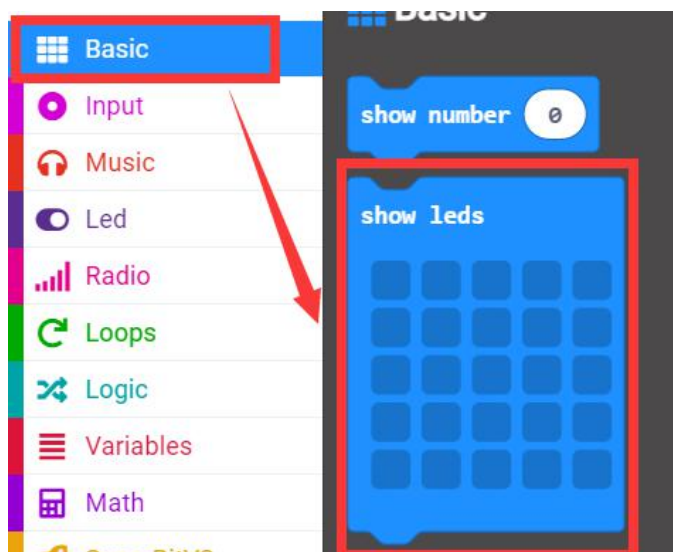 Basic
Input
Music
Led
Radio
Loops
Logic
Variables
Math
Basic
show number 0
show leds